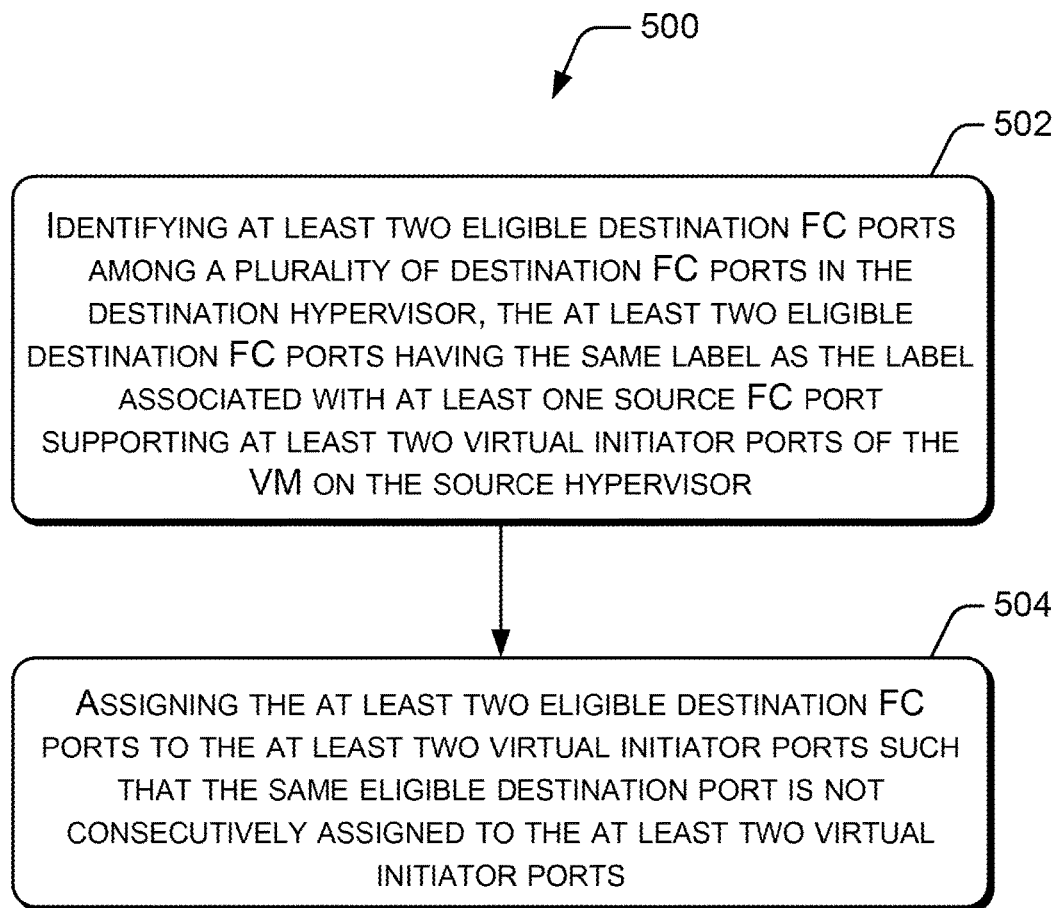 500
502
IDENTIFYING AT LEAST TWO ELIGIBLE DESTINATION FC PORTS
AMONG A PLURALITY OF DESTINATION FC PORTS IN THE
DESTINATION HYPERVISOR, THE AT LEAST TWO ELIGIBLE
DESTINATION FC PORTS HAVING THE SAME LABEL AS THE LABEL
ASSOCIATED WITH AT LEAST ONE SOURCE FC PORT
SUPPORTING AT LEAST TWO VIRTUAL INITIATOR PORTS OF THE
VM ON THE SOURCE HYPERVISOR
504
ASSIGNING THE AT LEAST TWO ELIGIBLE DESTINATION FC
PORTS TO THE AT LEAST TWO VIRTUAL INITIATOR PORTS SUCH
THAT THE SAME ELIGIBLE DESTINATION PORT IS NOT
CONSECUTIVELY ASSIGNED TO THE AT LEAST TWO VIRTUAL
INITIATOR PORTS